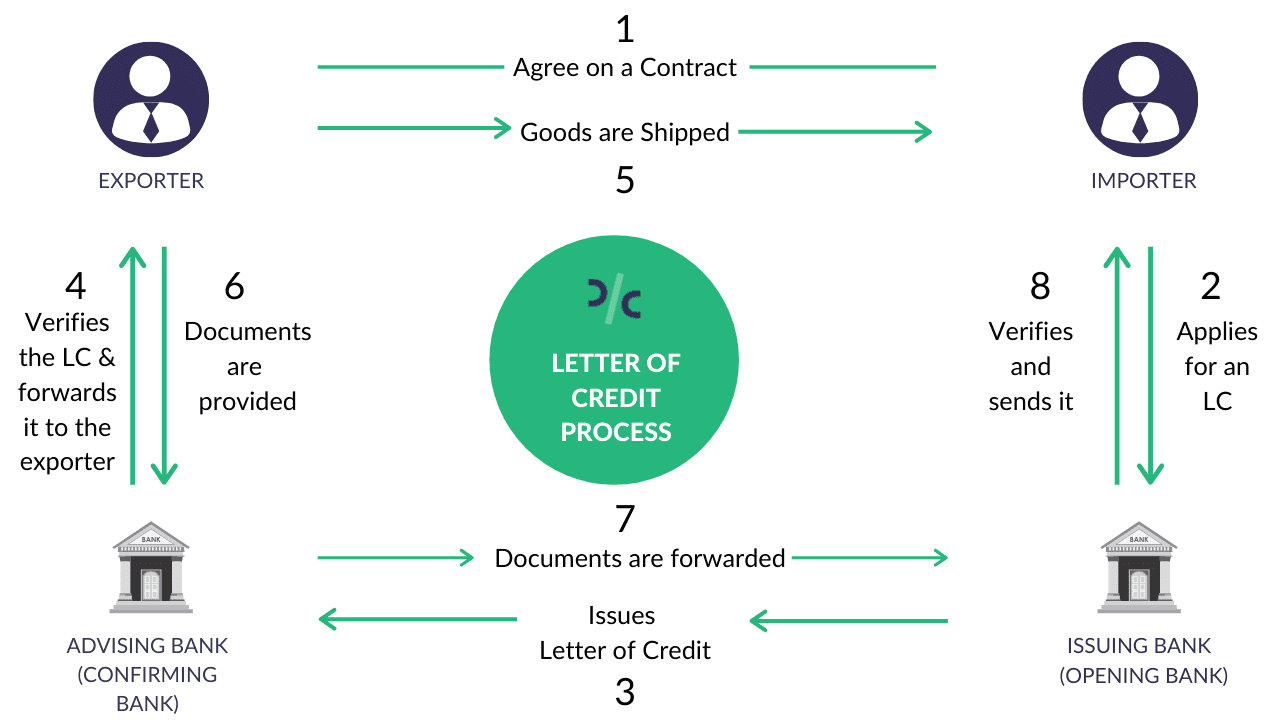 1
Agree on a Contract
Goods are Shipped
5
EXPORTER
IMPORTER
4
Verifies
the LC &
forwards
it to the
exporter
6
Documents
are
provided
LETTER OF
CREDIT
PROCESS
8
Verifies
and
sends it
2
Applies
for an
LC
7
Documents are forwarded
Issues
Letter of Credit
3
BANK
ADVISING BANK
(CONFIRMING
BANK)
BANK
ISSUING BANK
(OPENING BANK)